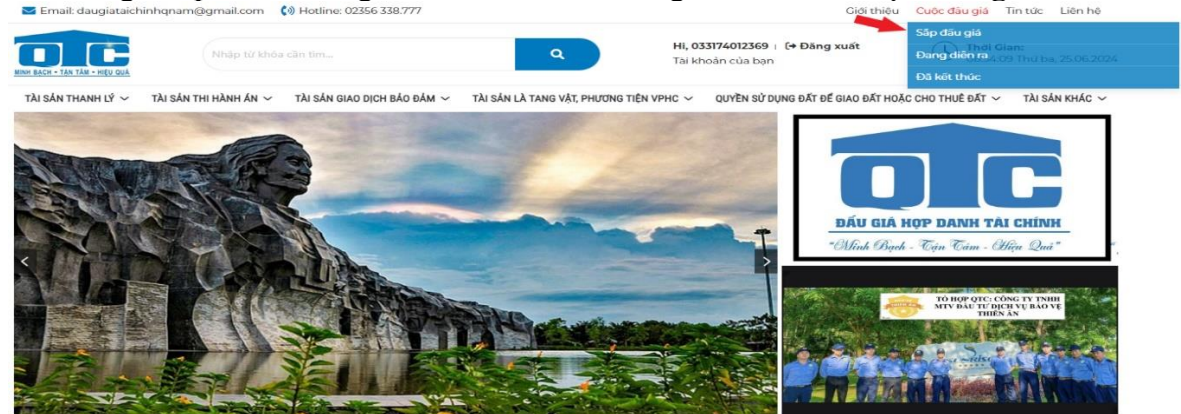 Email: daugiataichinhqnam@gmail.com
Hotline: 02356 338.777
Giới thiệu Cuộc đấu giá Tin tức Liên hệ
Sắp đấu giá
Đang diễn ra
Đã kết thúc
QTC
MINH BẠCH • TẬN TÂM • HIỆU QUẢ
Nhập từ khóa cần tìm...
Hi, 033174012369 | Đăng xuất
Tài khoản của bạn
Thời Gian:
:09 Thứ ba, 25.06.2024
TÀI SẢN THANH LÝ TÀI SẢN THI HÀNH ÁN TÀI SẢN GIAO DỊCH BẢO ĐẢM TÀI SẢN LÀ TANG VẬT, PHƯƠNG TIỆN VPHC QUYỀN SỬ DỤNG ĐẤT ĐỂ GIAO ĐẤT HOẶC CHO THUÊ ĐẤT TÀI SẢN KHÁC
QTC
ĐẤU GIÁ HỢP DANH TÀI CHÍNH
"Minh Bạch - Tận Tâm - Hiệu Quả"
TỔ HỢP QTC: CÔNG TY TNHH
MTV ĐẦU TƯ DỊCH VỤ BẢO VỆ
THIÊN ÂN